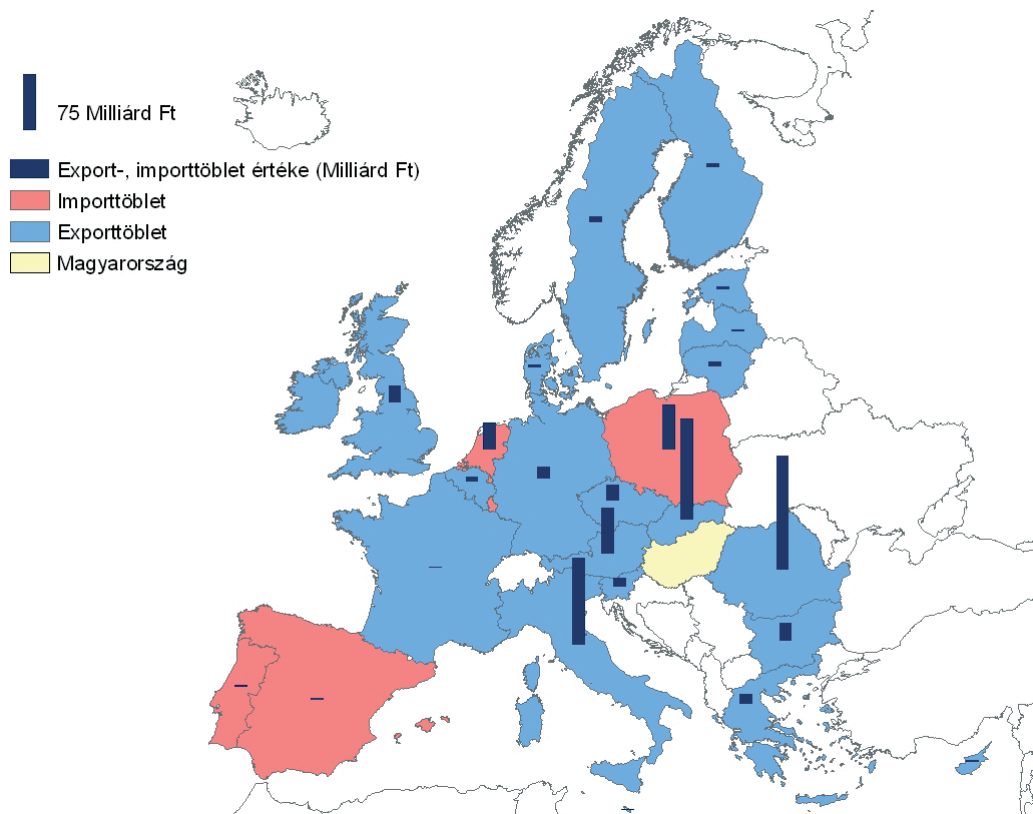 75 Milliárd Ft
Export-, importtöblet értéke (Milliárd Ft)
Importtöblet
Exporttöblet
Magyarország